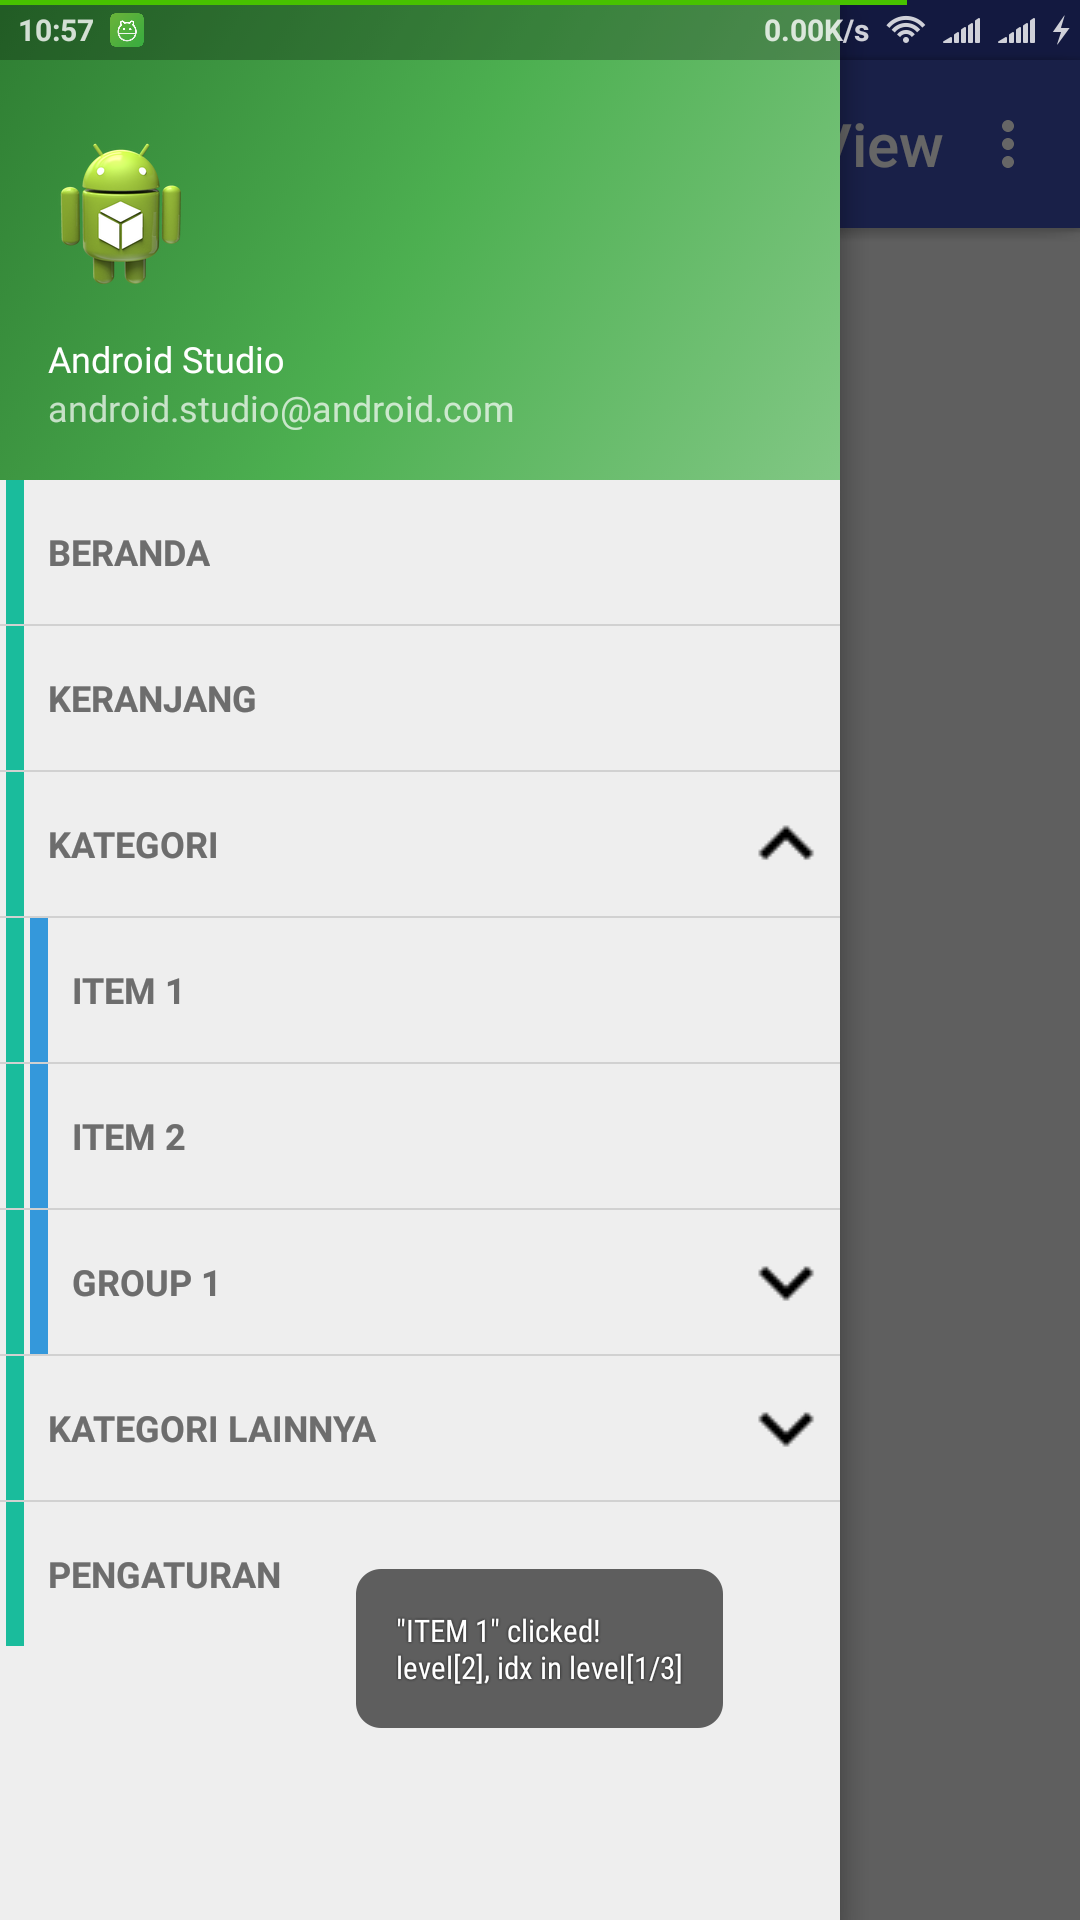 10:57 0.00K/s
View
Android Studio
android.studio@android.com
BERANDA
KERANJANG
KATEGORI
ITEM 1
ITEM 2
GROUP 1
KATEGORI LAINNYA
PENGATURAN
"ITEM 1" clicked!
level[2], idx in level[1/3]